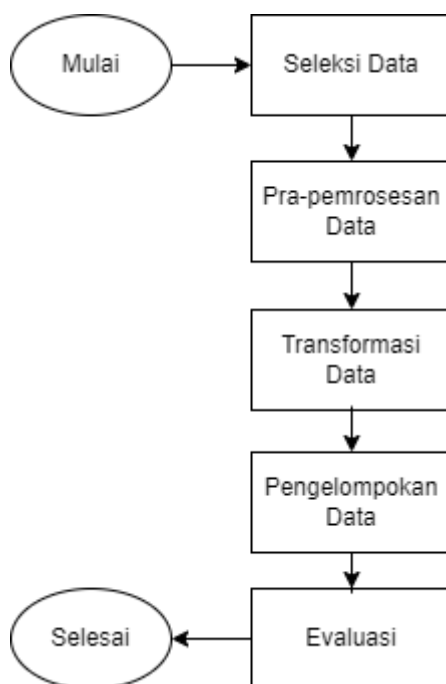 Mulai
Seleksi Data
Pra-pemrosesan
Data
Transformasi
Data
Pengelompokan
Data
Evaluasi
Selesai